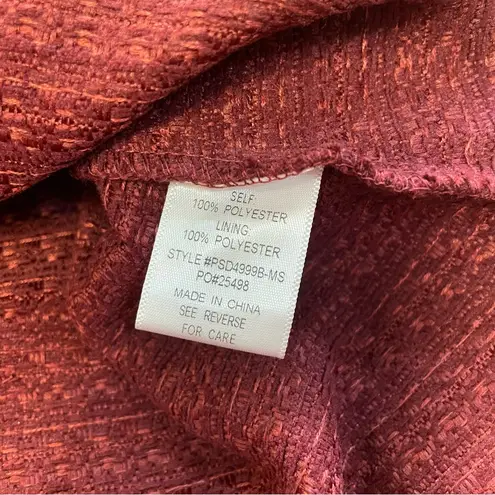 SELF
100% POLYESTER
LINING
100% POLYESTER
STYLE #PSD4999B-MS
PO#25498
MADE IN CHINA
SEE REVERSE
FOR CARE